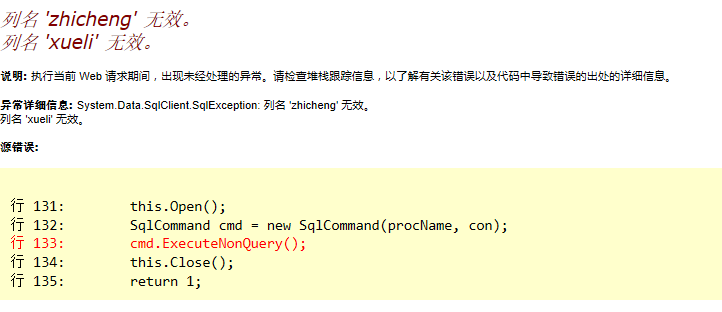 列名 'zhicheng' 无效。
列名 'xueli' 无效。
说明: 执行当前 Web 请求期间，出现未经处理的异常。请检查堆栈跟踪信息，以了解有关该错误以及代码中导致错误的出处的详细信息。
异常详细信息: System.Data.SqlClient.SqlException: 列名 'zhicheng' 无效。
列名 'xueli' 无效。
源错误:
行 131:        this.Open();
行 132:        SqlCommand cmd = new SqlCommand(procName, con);
行 133:        cmd.ExecuteNonQuery();
行 134:        this.Close();
行 135:        return 1;